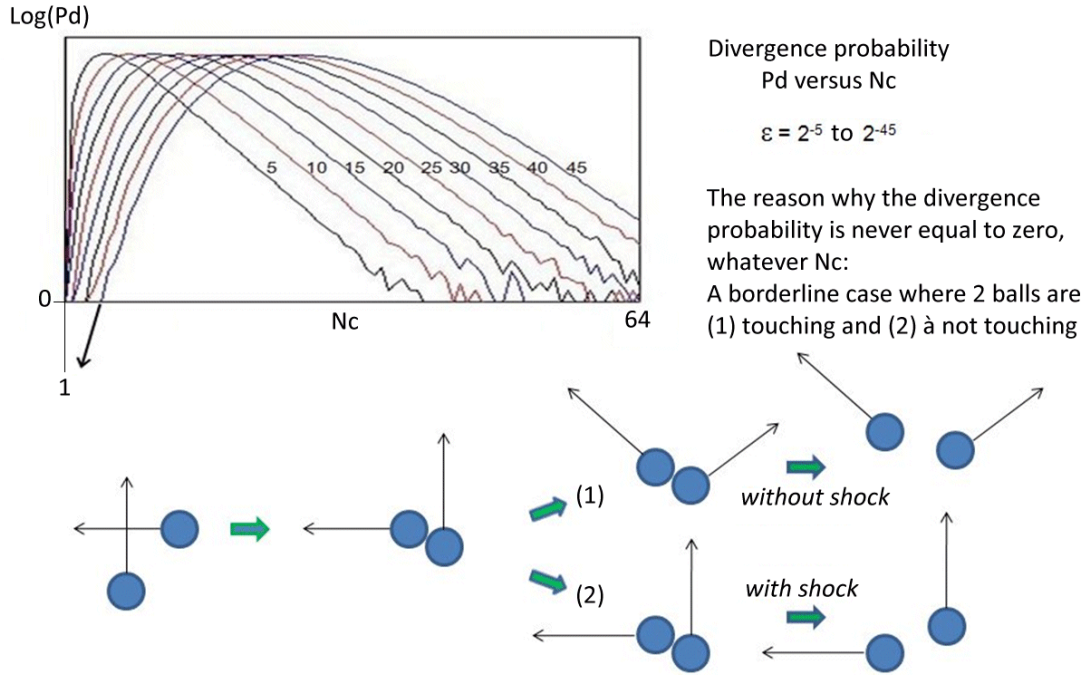 Log(Pd)
Divergence probability
Pd versus Nc
ε = 2-5 to 2-45
5 10 15 20 25 30 35 40 45
The reason why the divergence
probability is never equal to zero,
whatever Nc:
A borderline case where 2 balls are
(1) touching and (2) à not touching
0
Nc
64
1
(1)
without shock
(2)
with shock